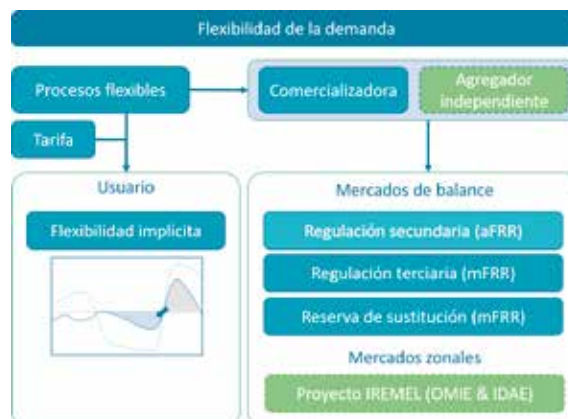 Flexibilidad de la demanda
Procesos flexibles
Comercializadora
Agregador
independiente
Tarifa
Usuario
Flexibilidad implicita
Mercados de balance
Regulación secundaria (aFRR)
Regulación terciaria (mFRR)
Reserva de sustitución (mFRR)
Mercados zonales
Proyecto IREMEL (OMIE & IDAE)